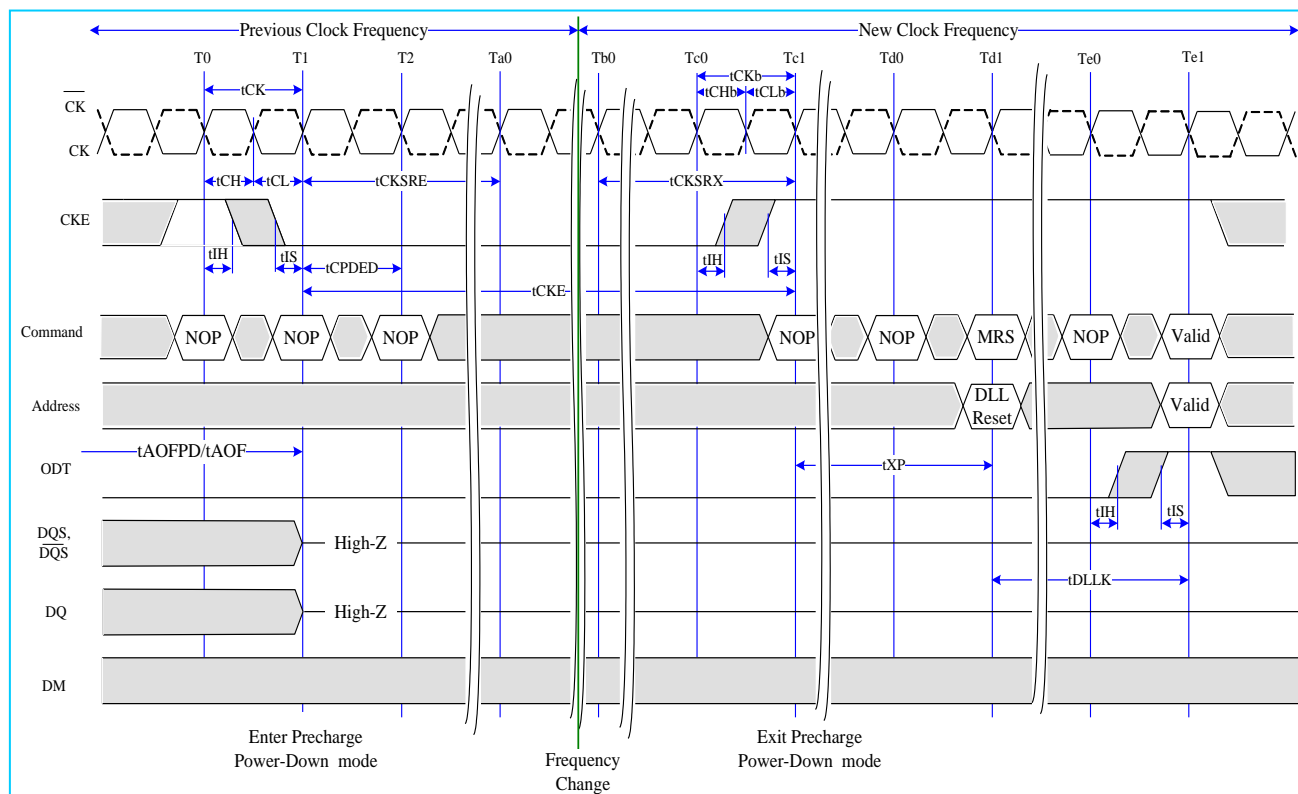 Previous Clock Frequency New Clock Frequency
T0 T1 T2 Ta0 Tb0 Tc0 Tc1 Td0 Td1 Te0 Te1
tCK tCKb
tCHb tCLb
CK
CK
tCH tCL tCKSRE tCKSRX
CKE
tIH tIS tCPDED tIH tIS
tCKE
Command NOP NOP NOP NOP NOP MRS NOP Valid
Address DLL Reset Valid
tAOFPD/tAOF
ODT tXP
tIH tIS
DQS,
DQS High-Z
tDLLK
DQ High-Z
DM
Enter Precharge
Power-Down mode
Frequency
Change
Exit Precharge
Power-Down mode